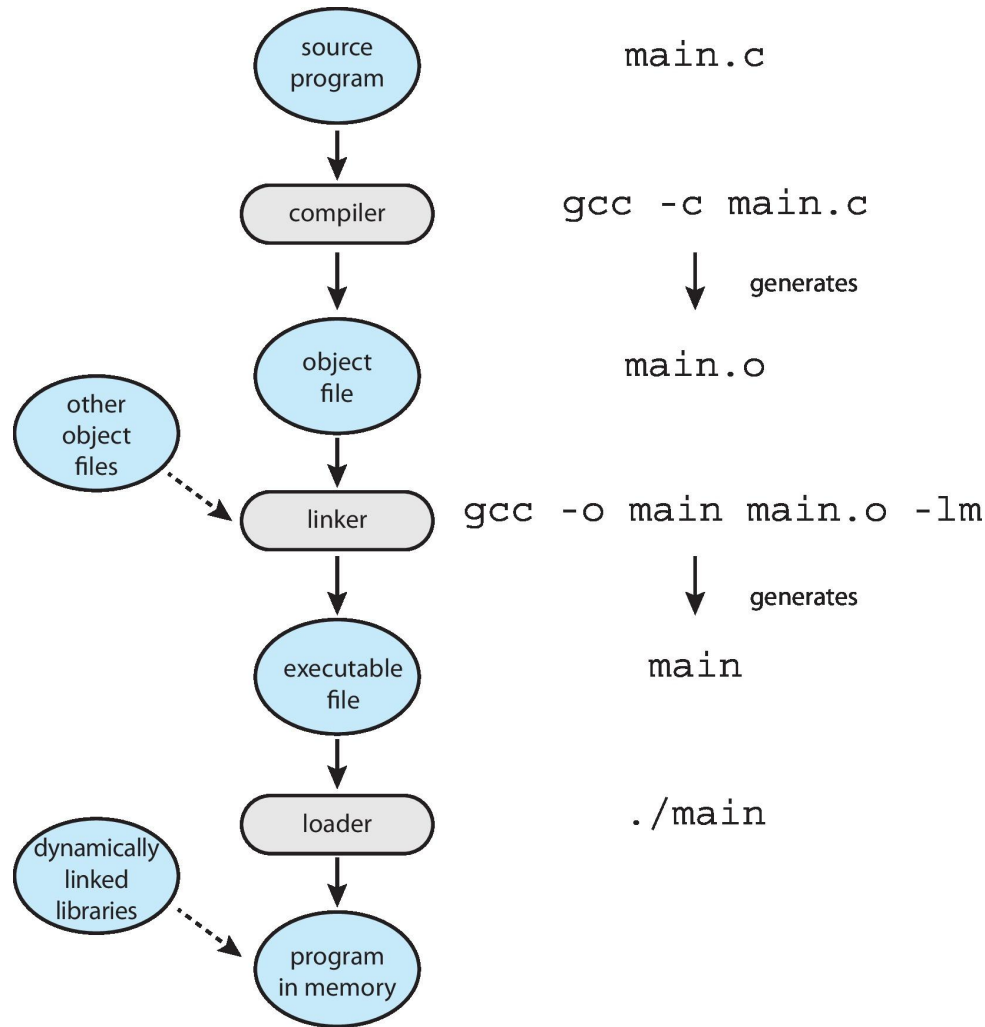 source
program
main.c
compiler
gcc -c main.c
generates
object
file
main.o
other
object
files
linker
gcc -o main main.o -lm
generates
executable
file
main
loader
./main
dynamically
linked
libraries
program
in memory